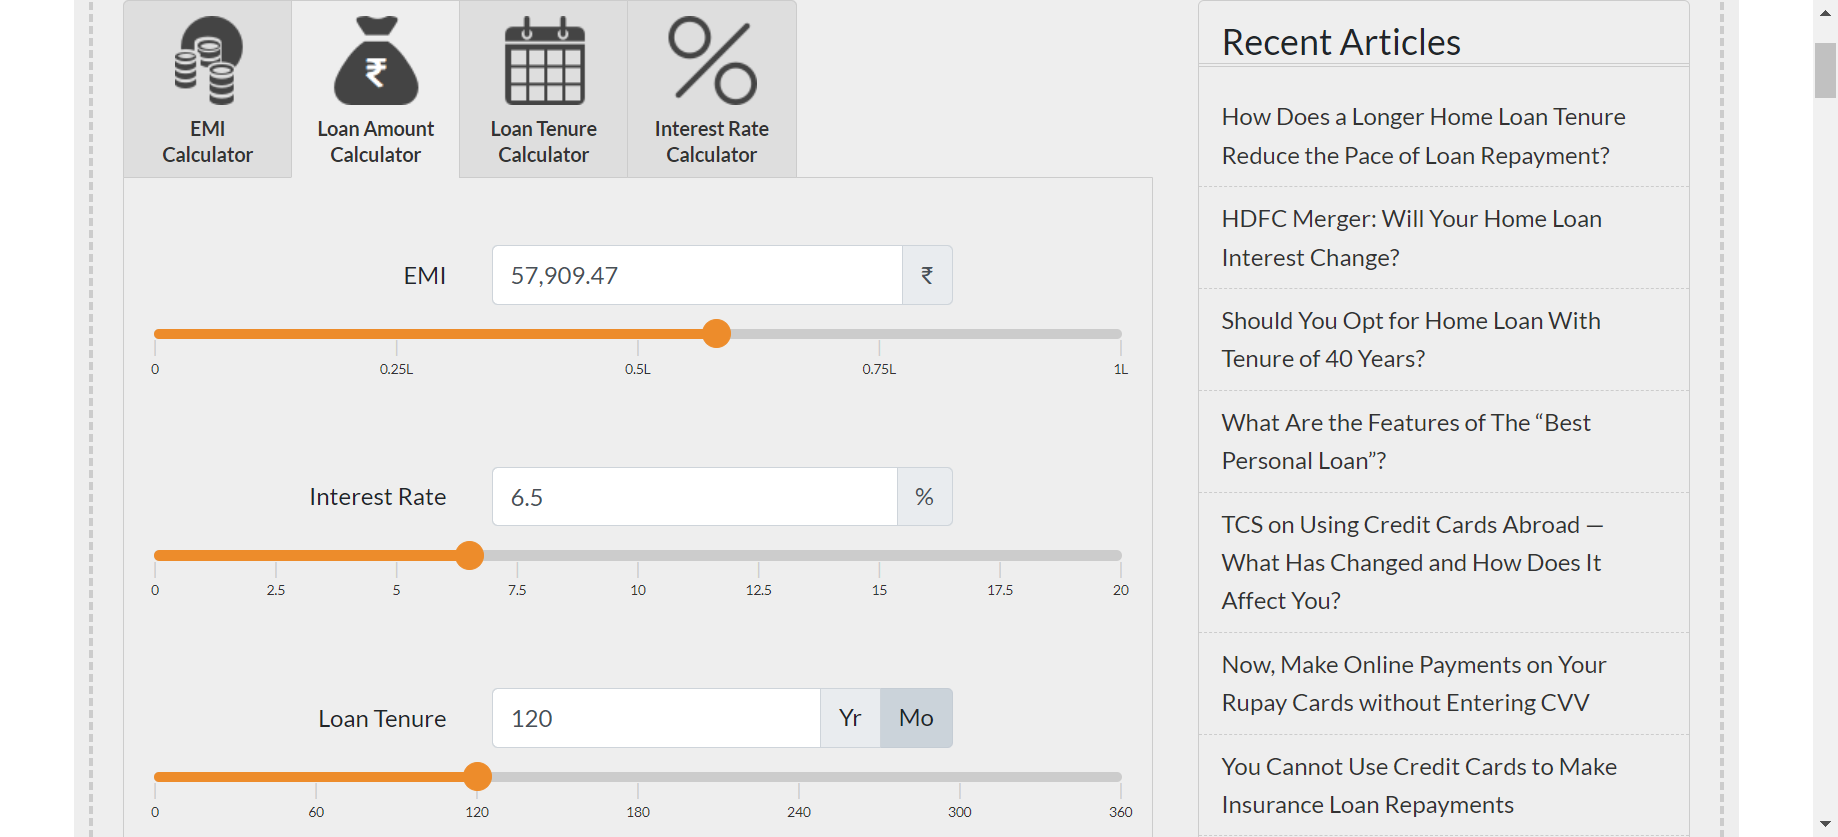 EMI
Calculator
₹
Loan Amount
Calculator
Loan Tenure
Calculator
Interest Rate
Calculator
EMI
57,909.47
₹
0
0.25L
0.5L
0.75L
1L
Interest Rate
6.5
%
0
2.5
5
7.5
10
12.5
15
17.5
20
Loan Tenure
120
Yr
Mo
0
60
120
180
240
300
360
Recent Articles
How Does a Longer Home Loan Tenure
Reduce the Pace of Loan Repayment?
HDFC Merger: Will Your Home Loan
Interest Change?
Should You Opt for Home Loan With
Tenure of 40 Years?
What Are the Features of The “Best
Personal Loan”?
TCS on Using Credit Cards Abroad —
What Has Changed and How Does It
Affect You?
Now, Make Online Payments on Your
Rupay Cards without Entering CVV
You Cannot Use Credit Cards to Make
Insurance Loan Repayments